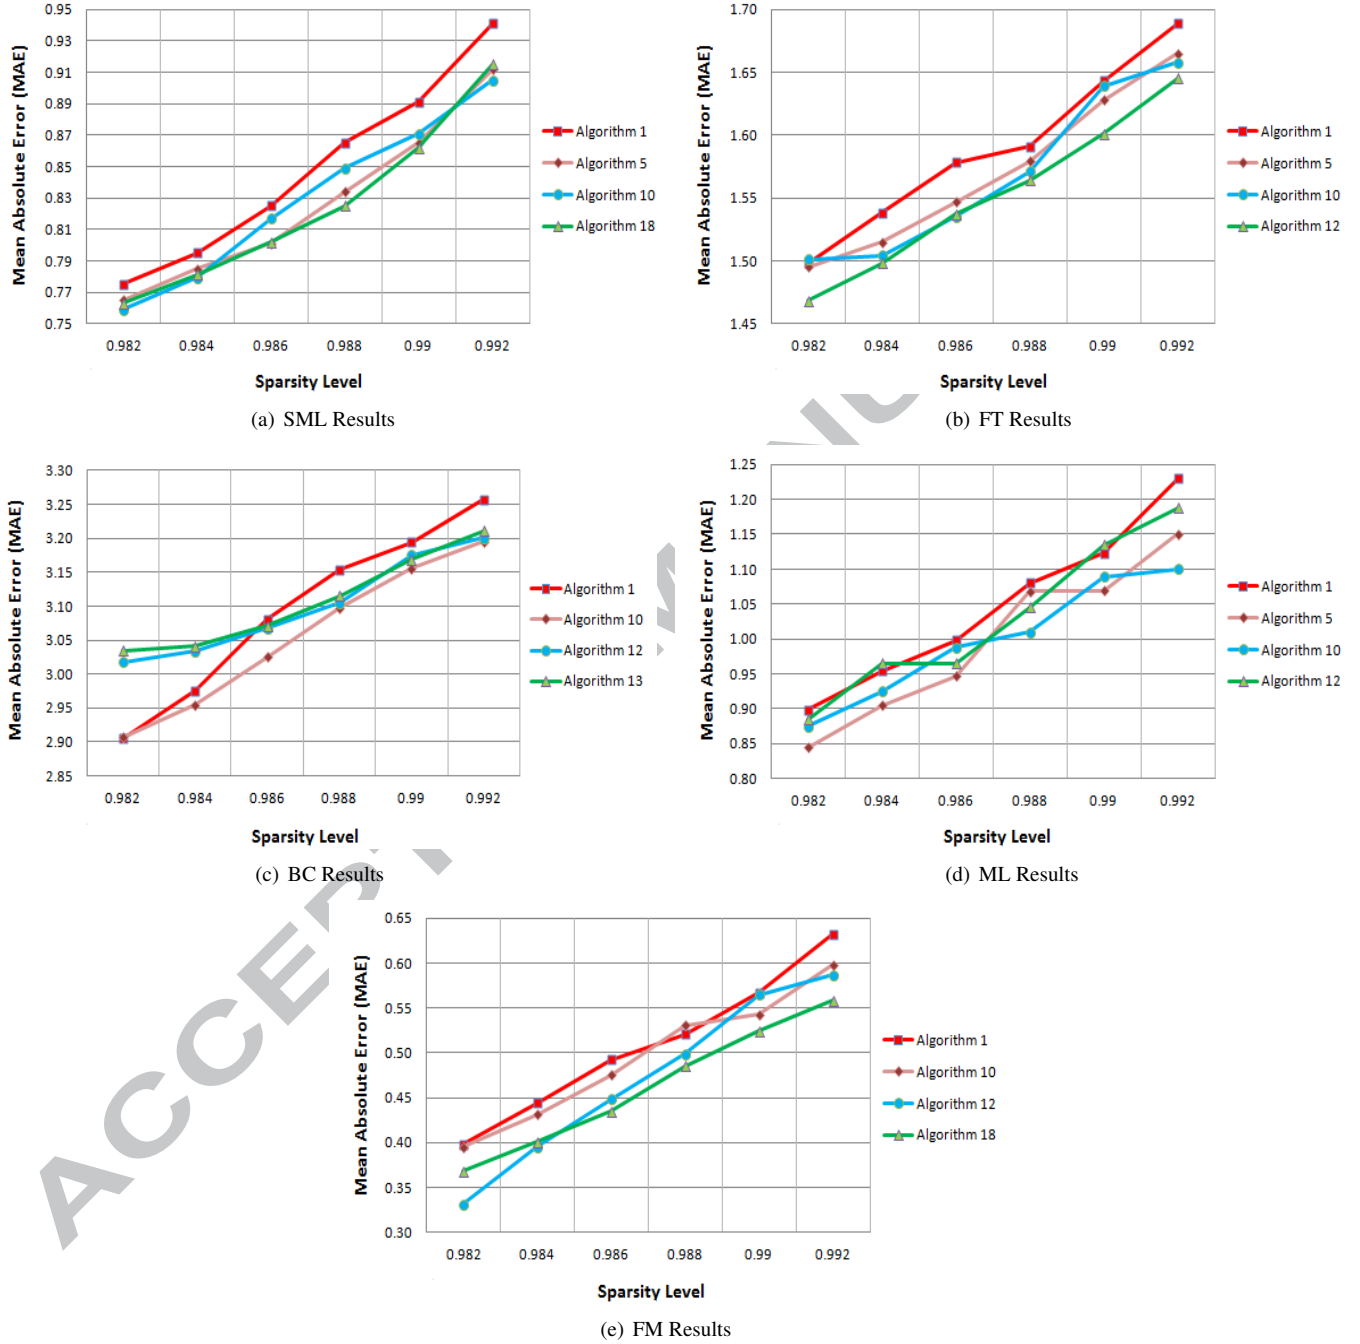 0.95
0.93
0.91
0.89
0.87
0.85
0.83
0.81
0.79
0.77
0.75
Mean Absolute Error (MAE)
0.982 0.984 0.986 0.988 0.99 0.992
Sparsity Level
Algorithm 1
Algorithm 5
Algorithm 10
Algorithm 18
(a) SML Results
1.70
1.65
1.60
1.55
1.50
1.45
Mean Absolute Error (MAE)
0.982 0.984 0.986 0.988 0.99 0.992
Sparsity Level
Algorithm 1
Algorithm 5
Algorithm 10
Algorithm 12
(b) FT Results
3.30
3.25
3.20
3.15
3.10
3.05
3.00
2.95
2.90
2.85
Mean Absolute Error (MAE)
0.982 0.984 0.986 0.988 0.99 0.992
Sparsity Level
Algorithm 1
Algorithm 10
Algorithm 12
Algorithm 13
(c) BC Results
1.25
1.20
1.15
1.10
1.05
1.00
0.95
0.90
0.85
0.80
Mean Absolute Error (MAE)
0.982 0.984 0.986 0.988 0.99 0.992
Sparsity Level
Algorithm 1
Algorithm 5
Algorithm 10
Algorithm 12
(d) ML Results
0.65
0.60
0.55
0.50
0.45
0.40
0.35
0.30
Mean Absolute Error (MAE)
0.982 0.984 0.986 0.988 0.99 0.992
Sparsity Level
Algorithm 1
Algorithm 10
Algorithm 12
Algorithm 18
(e) FM Results